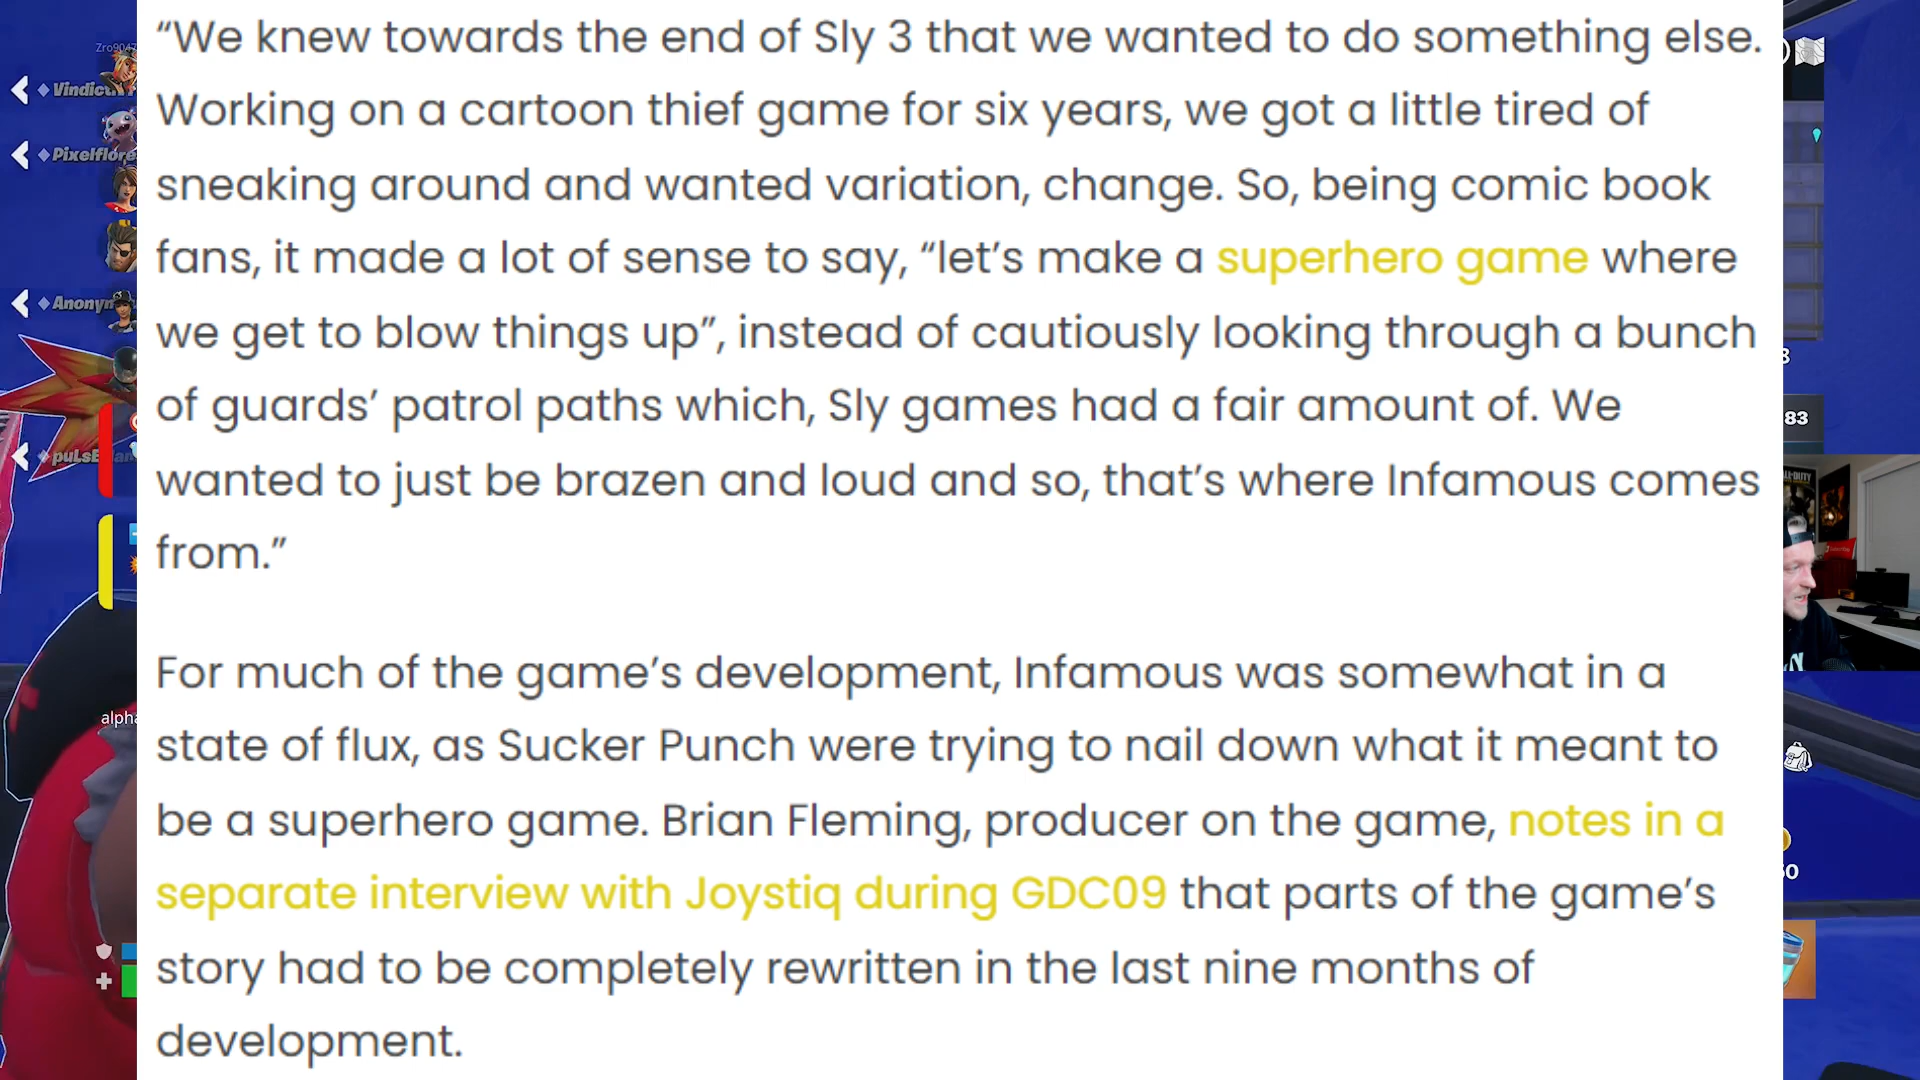 Zro9047
Vindict
Pixelflore
Anonym
puLsE
alpha
“We knew towards the end of Sly 3 that we wanted to do something else.
Working on a cartoon thief game for six years, we got a little tired of
sneaking around and wanted variation, change. So, being comic book
fans, it made a lot of sense to say, “let’s make a superhero game where
we get to blow things up”, instead of cautiously looking through a bunch
of guards’ patrol paths which, Sly games had a fair amount of. We
wanted to just be brazen and loud and so, that’s where Infamous comes
from.”
For much of the game’s development, Infamous was somewhat in a
state of flux, as Sucker Punch were trying to nail down what it meant to
be a superhero game. Brian Fleming, producer on the game, notes in a
separate interview with Joystiq during GDC09 that parts of the game’s
story had to be completely rewritten in the last nine months of
development.
83